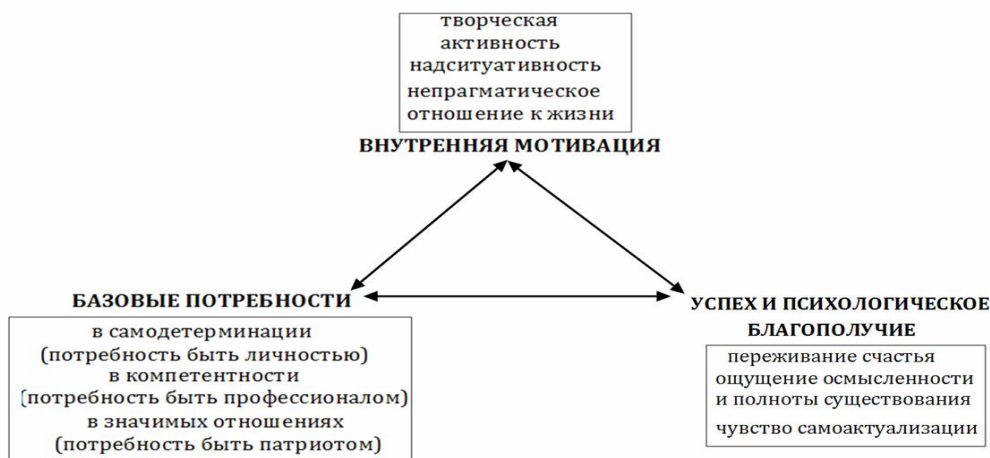 творческая
активность
надситуативность
непрагматическое
отношение к жизни
ВНУТРЕННЯЯ МОТИВАЦИЯ
БАЗОВЫЕ ПОТРЕБНОСТИ
в самодетерминации
(потребность быть личностью)
в компетентности
(потребность быть профессионалом)
в значимых отношениях
(потребность быть патриотом)
УСПЕХ И ПСИХОЛОГИЧЕСКОЕ
БЛАГОПОЛУЧИЕ
переживание счастья
ощущение осмысленности
и полноты существования
чувство самоактуализации